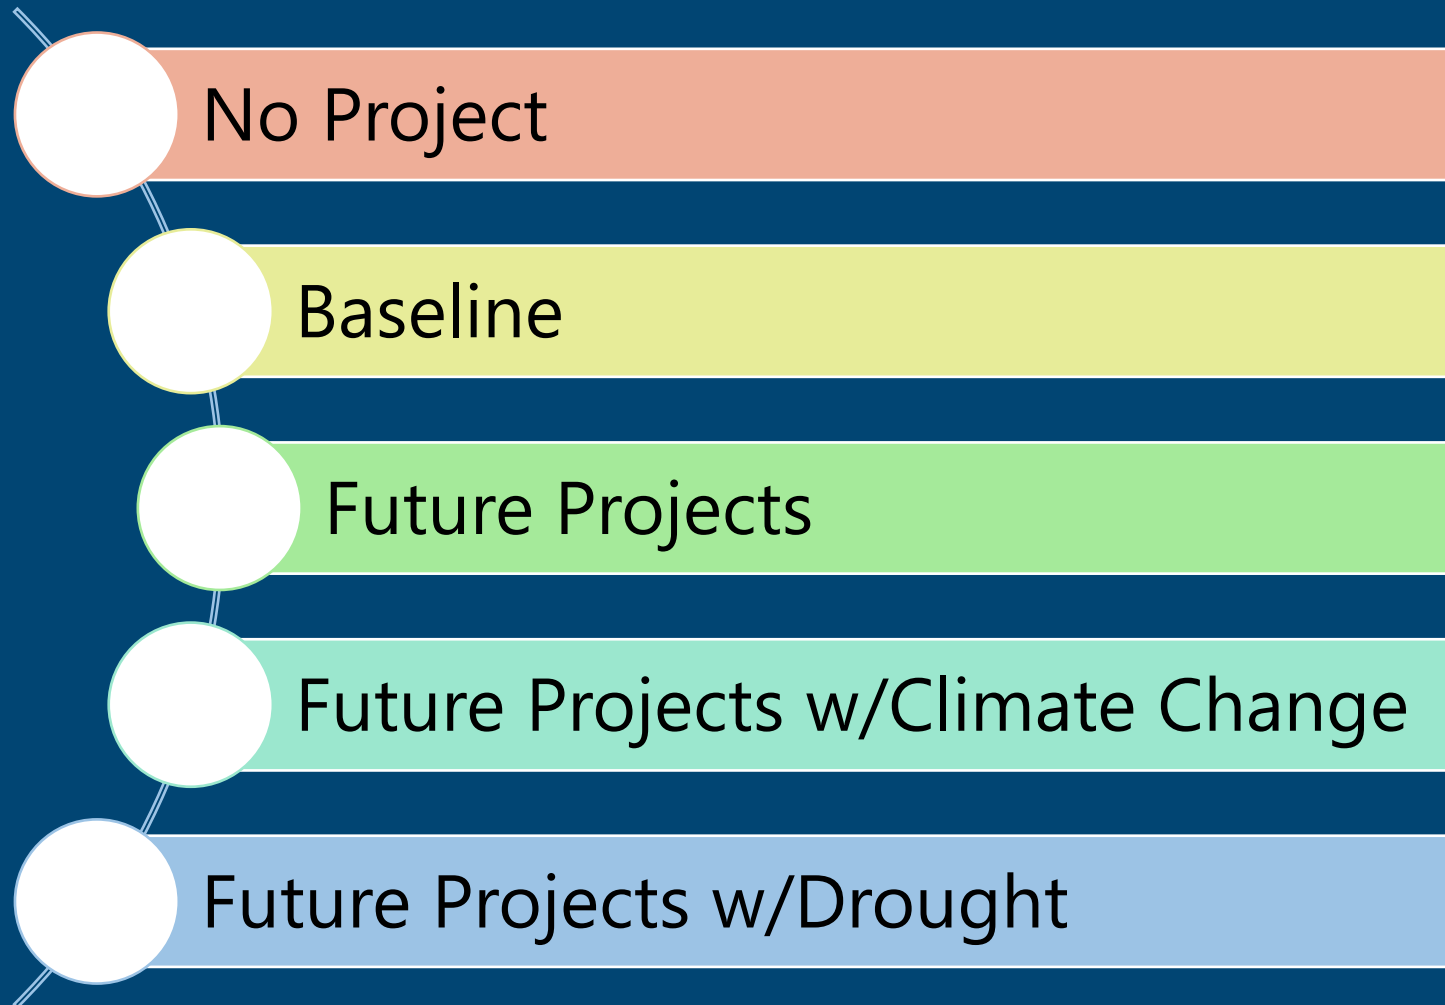 No Project
Baseline
Future Projects
Future Projects w/Climate Change
Future Projects w/Drought